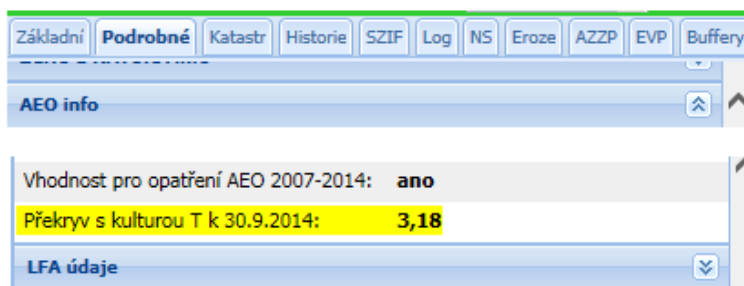 Základní Podrobné Katastr Historie SZIF Log NS Eroze AZZP EVP Buffery
AEO info
Vhodnost pro opatření AEO 2007-2014: ano
Překryv s kulturou T k 30.9.2014: 3,18
LFA údaje